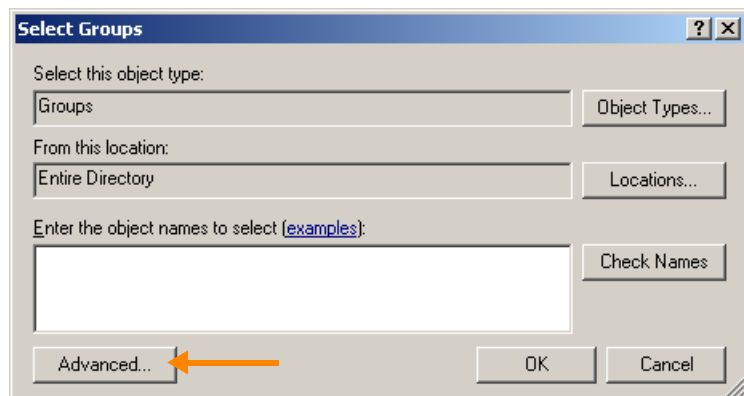 Select Groups
Select this object type:
Groups
Object Types...
From this location:
Entire Directory
Locations...
Enter the object names to select (examples):
Check Names
Advanced...
OK
Cancel